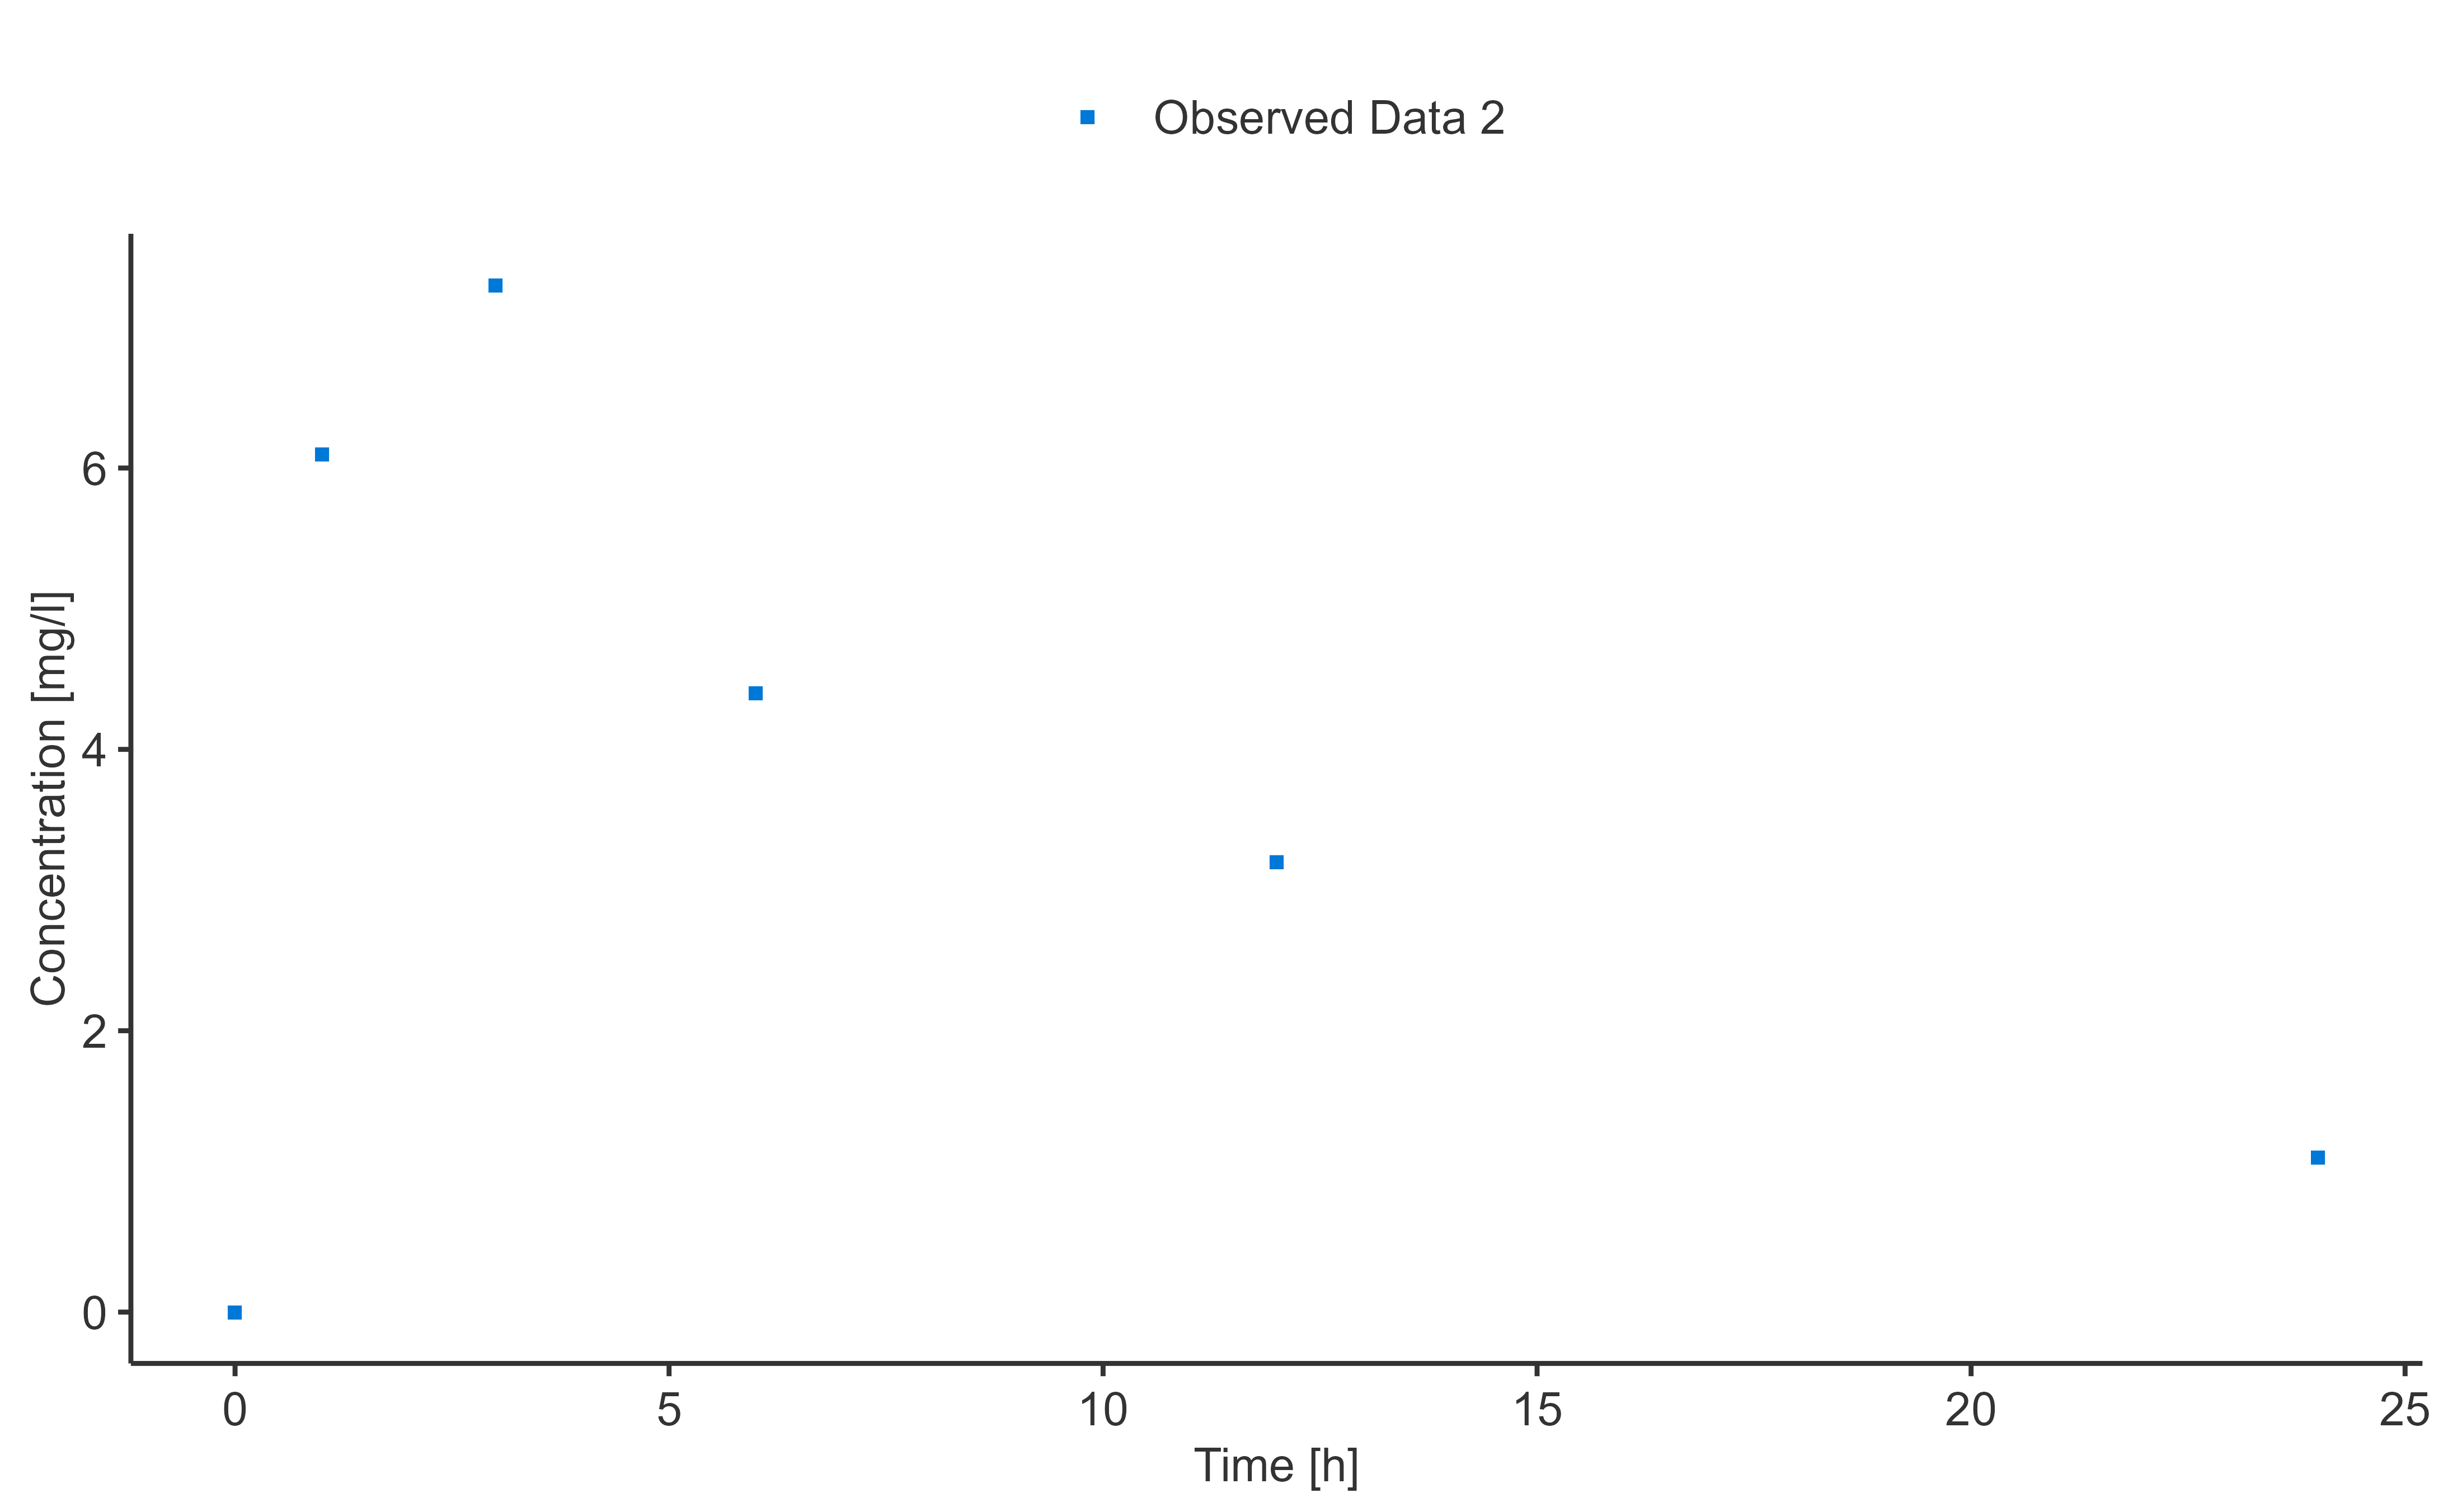 Observed Data 2
Concentration [mg/l]
6
4
2
0
0 5 10 15 20 25
Time [h]